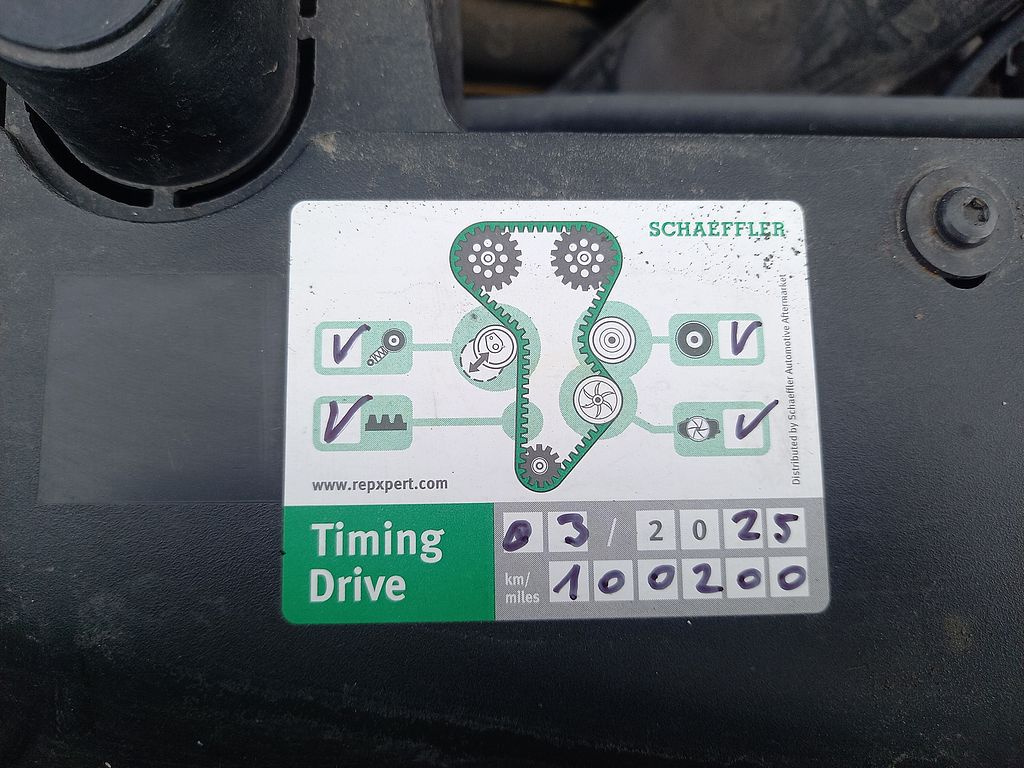 SCHAEFFLER
Distributed by Schaeffler Automotive Aftermarket
www.repxpert.com
Timing
Drive
03 / 2025
km/
miles
100200